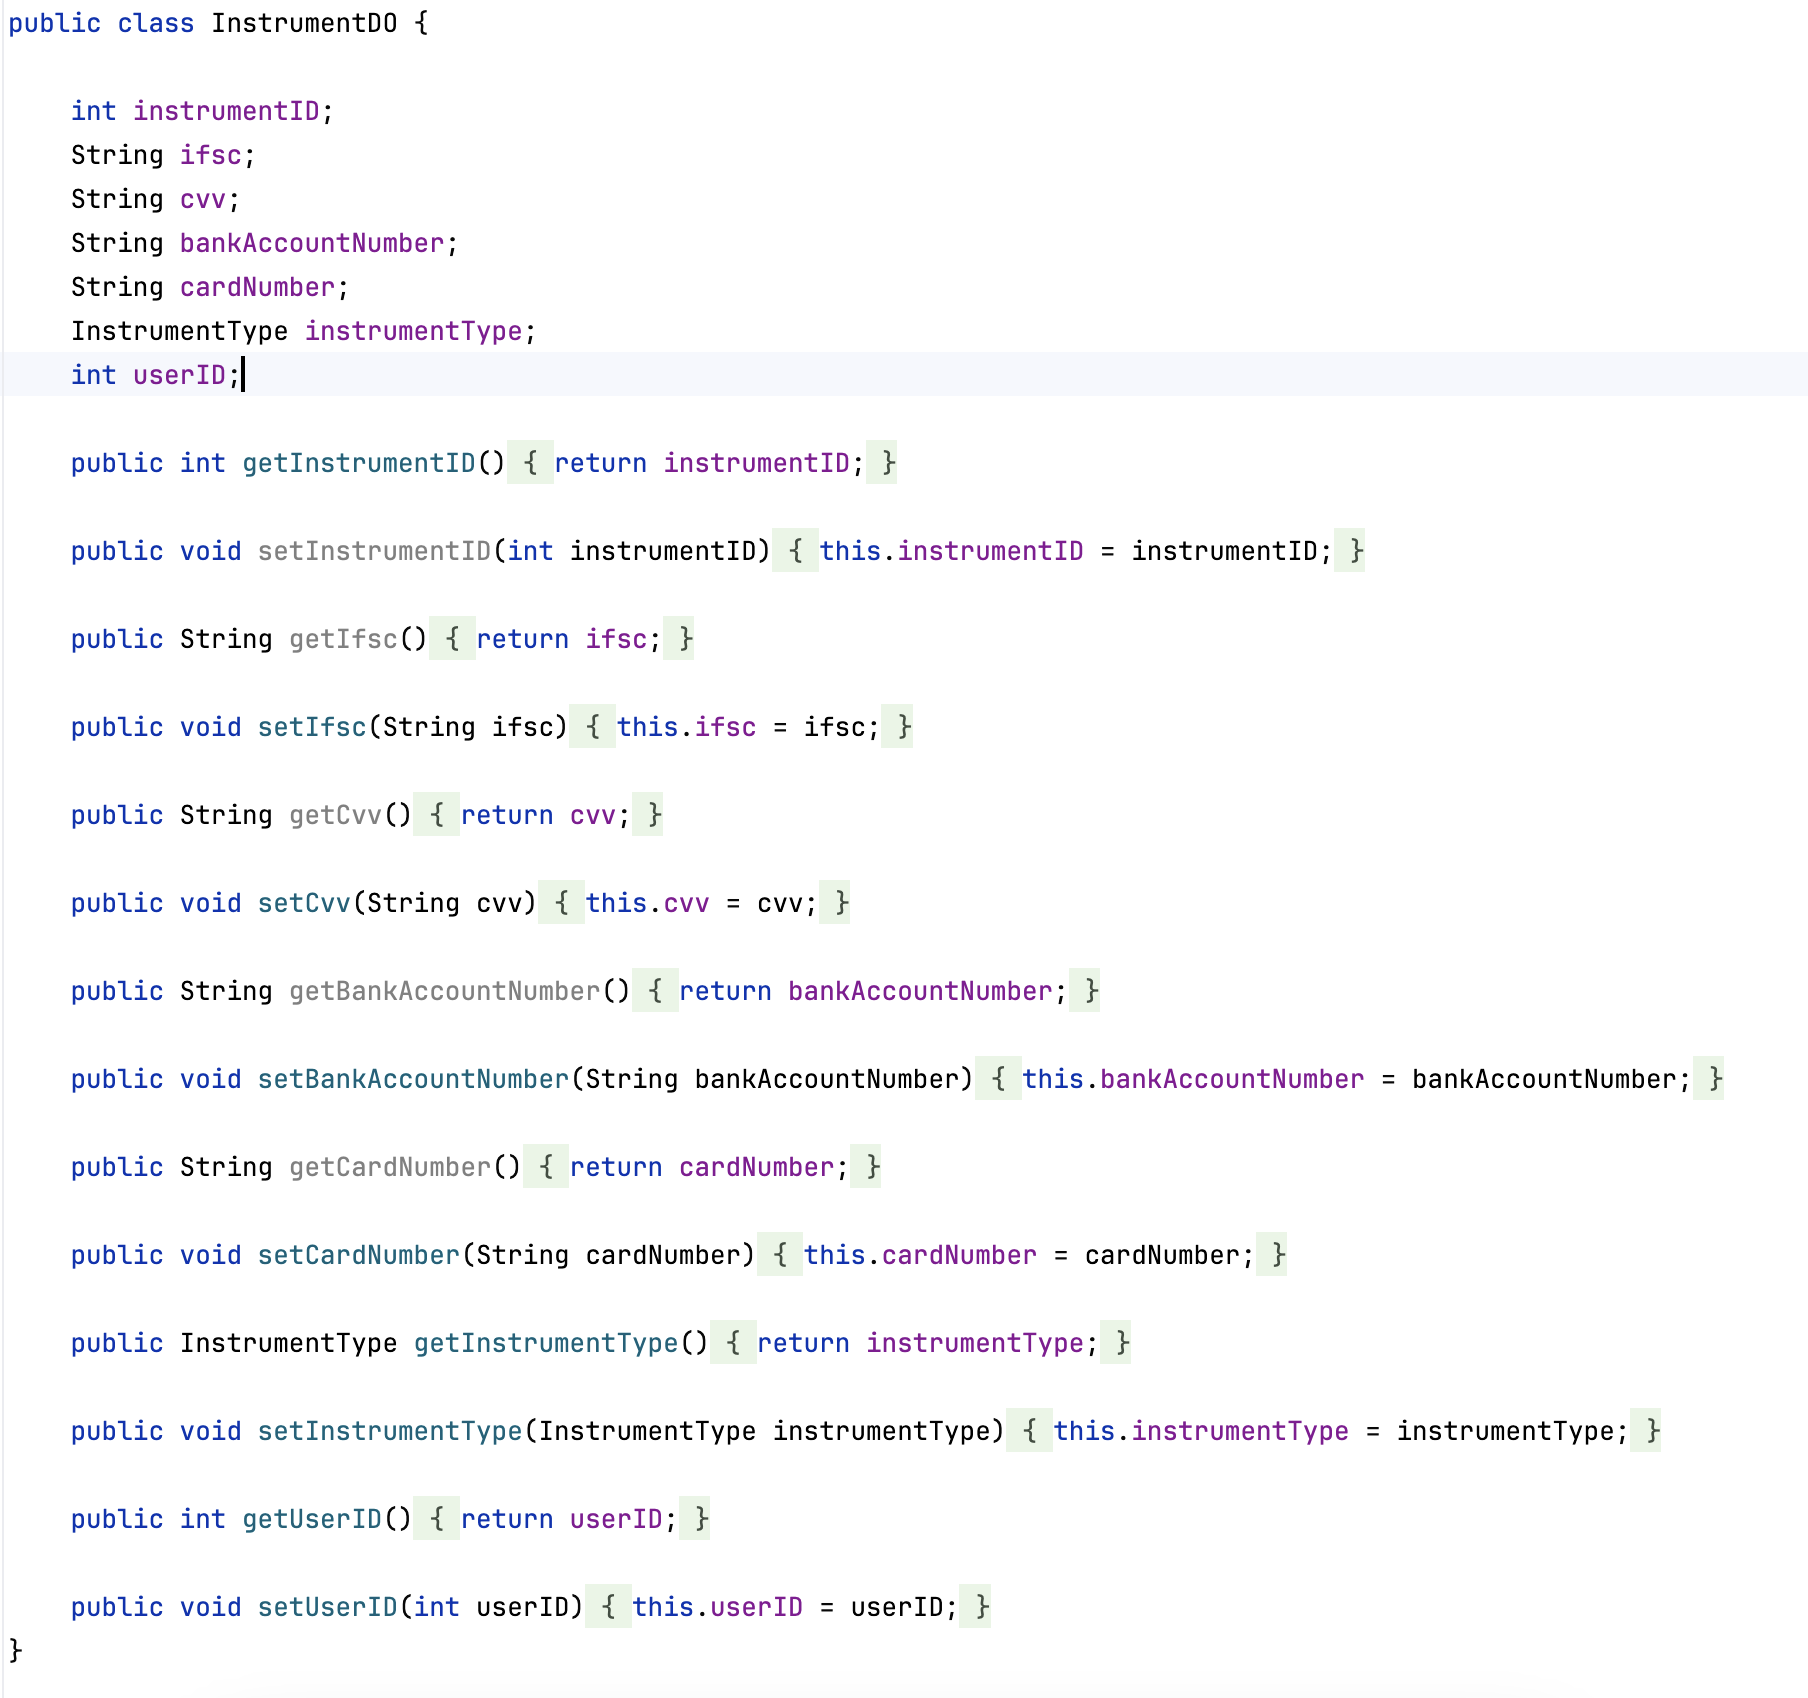 public class InstrumentDO {
int instrumentID;
String ifsc;
String cvv;
String bankAccountNumber;
String cardNumber;
InstrumentType instrumentType;
int userID;
public int getInstrumentID() { return instrumentID; }
public void setInstrumentID(int instrumentID) { this.instrumentID = instrumentID; }
public String getIfsc() { return ifsc; }
public void setIfsc(String ifsc) { this.ifsc = ifsc; }
public String getCvv() { return cvv; }
public void setCvv(String cvv) { this.cvv = cvv; }
public String getBankAccountNumber() { return bankAccountNumber; }
public void setBankAccountNumber(String bankAccountNumber) { this.bankAccountNumber = bankAccountNumber; }
public String getCardNumber() { return cardNumber; }
public void setCardNumber(String cardNumber) { this.cardNumber = cardNumber; }
public InstrumentType getInstrumentType() { return instrumentType; }
public void setInstrumentType(InstrumentType instrumentType) { this.instrumentType = instrumentType; }
public int getUserID() { return userID; }
public void setUserID(int userID) { this.userID = userID; }
}